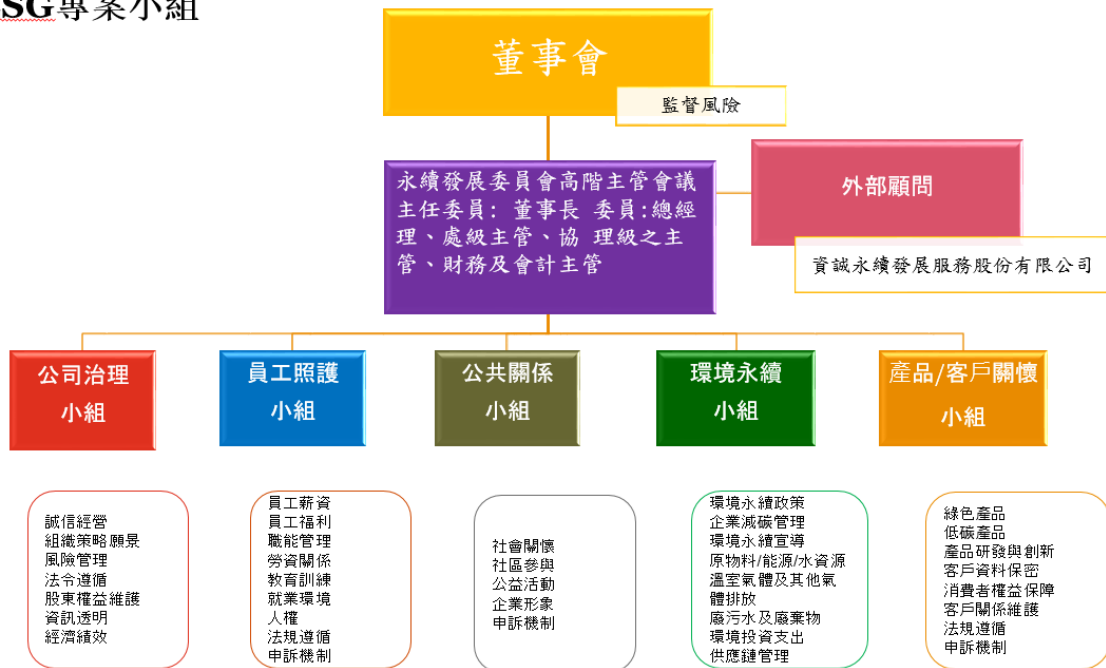 SG專案小組
董事會
監督風險
永續發展委員會高階主管會議
主任委員: 董事長 委員:總經
理、處級主管、協 理級之主
管、財務及會計主管
外部顧問
資誠永續發展服務股份有限公司
公司治理
小組
員工照護
小組
公共關係
小組
環境永續
小組
產品/客戶關懷
小組
誠信經營
組織策略願景
風險管理
法令遵循
股東權益維護
資訊透明
經濟績效
員工薪資
員工福利
職能管理
勞資關係
教育訓練
就業環境
人權
法規遵循
申訴機制
社會關懷
社區參與
公益活動
企業形象
申訴機制
環境永續政策
企業減碳管理
環境永續宣導
原物料/能源/水資源
溫室氣體及其他氣
體排放
廢污水及廢棄物
環境投資支出
供應鏈管理
綠色產品
低碳產品
產品研發與創新
客戶資料保密
消費者權益保障
客戶關係維護
法規遵循
申訴機制